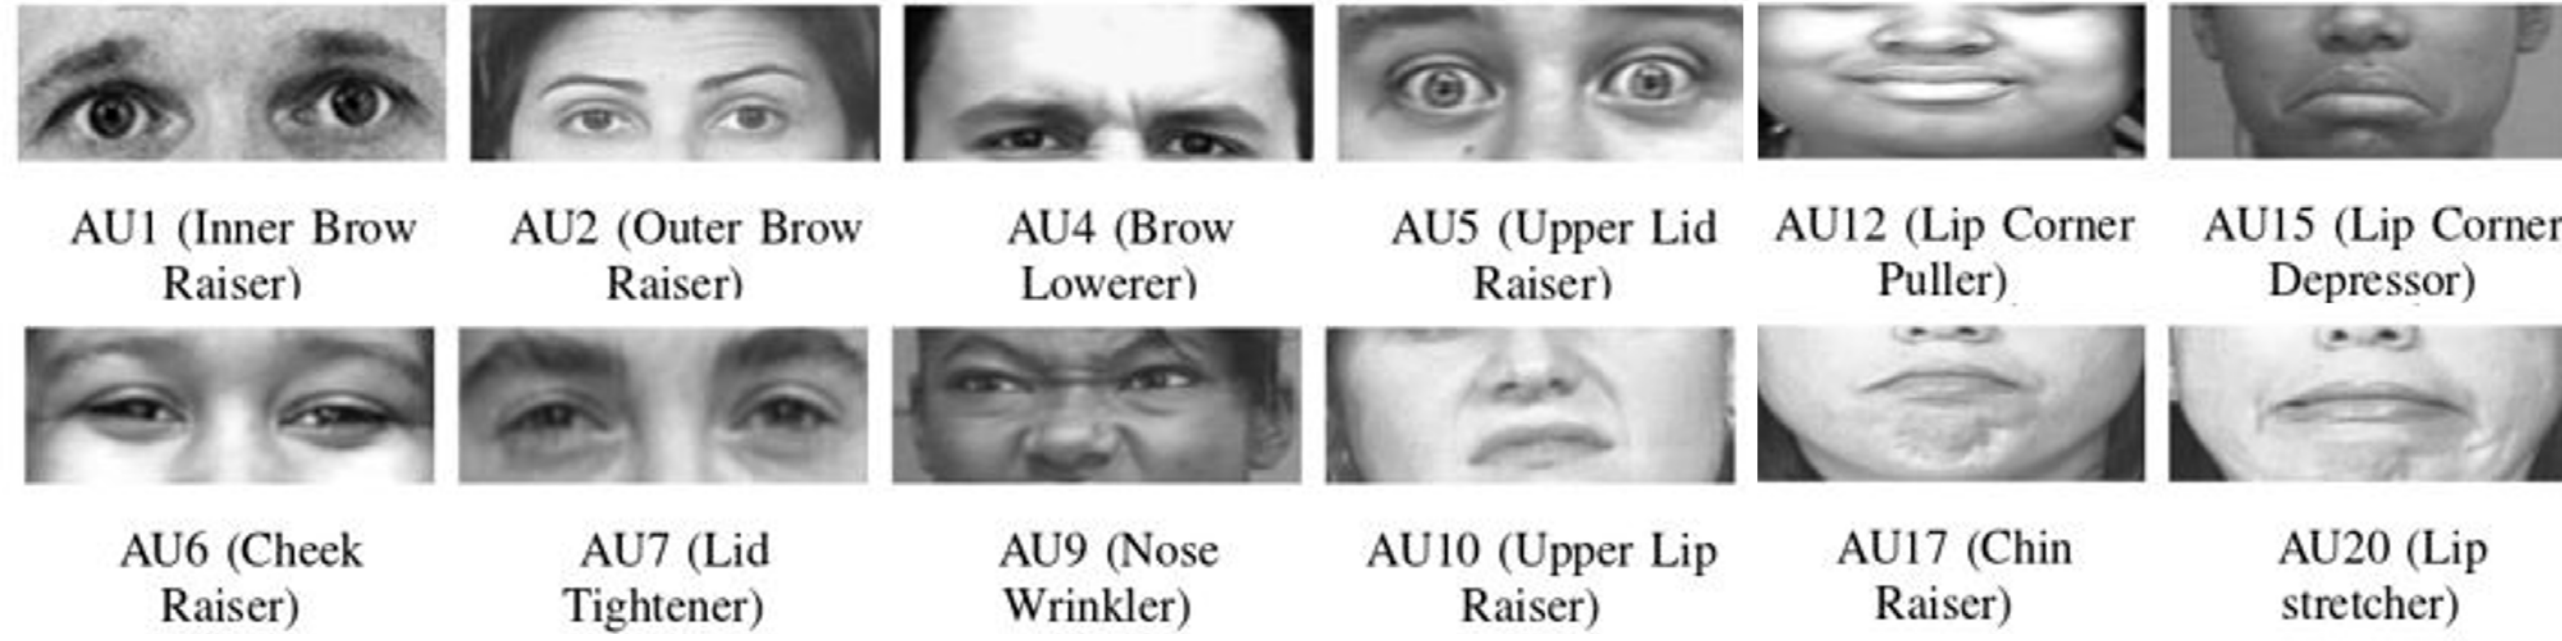 AU1 (Inner Brow
Raiser)
AU2 (Outer Brow
Raiser)
AU4 (Brow
Lowerer)
AU5 (Upper Lid
Raiser)
AU12 (Lip Corner
Puller)
AU15 (Lip Corner
Depressor)
AU6 (Cheek
Raiser)
AU7 (Lid
Tightener)
AU9 (Nose
Wrinkler)
AU10 (Upper Lip
Raiser)
AU17 (Chin
Raiser)
AU20 (Lip
stretcher)